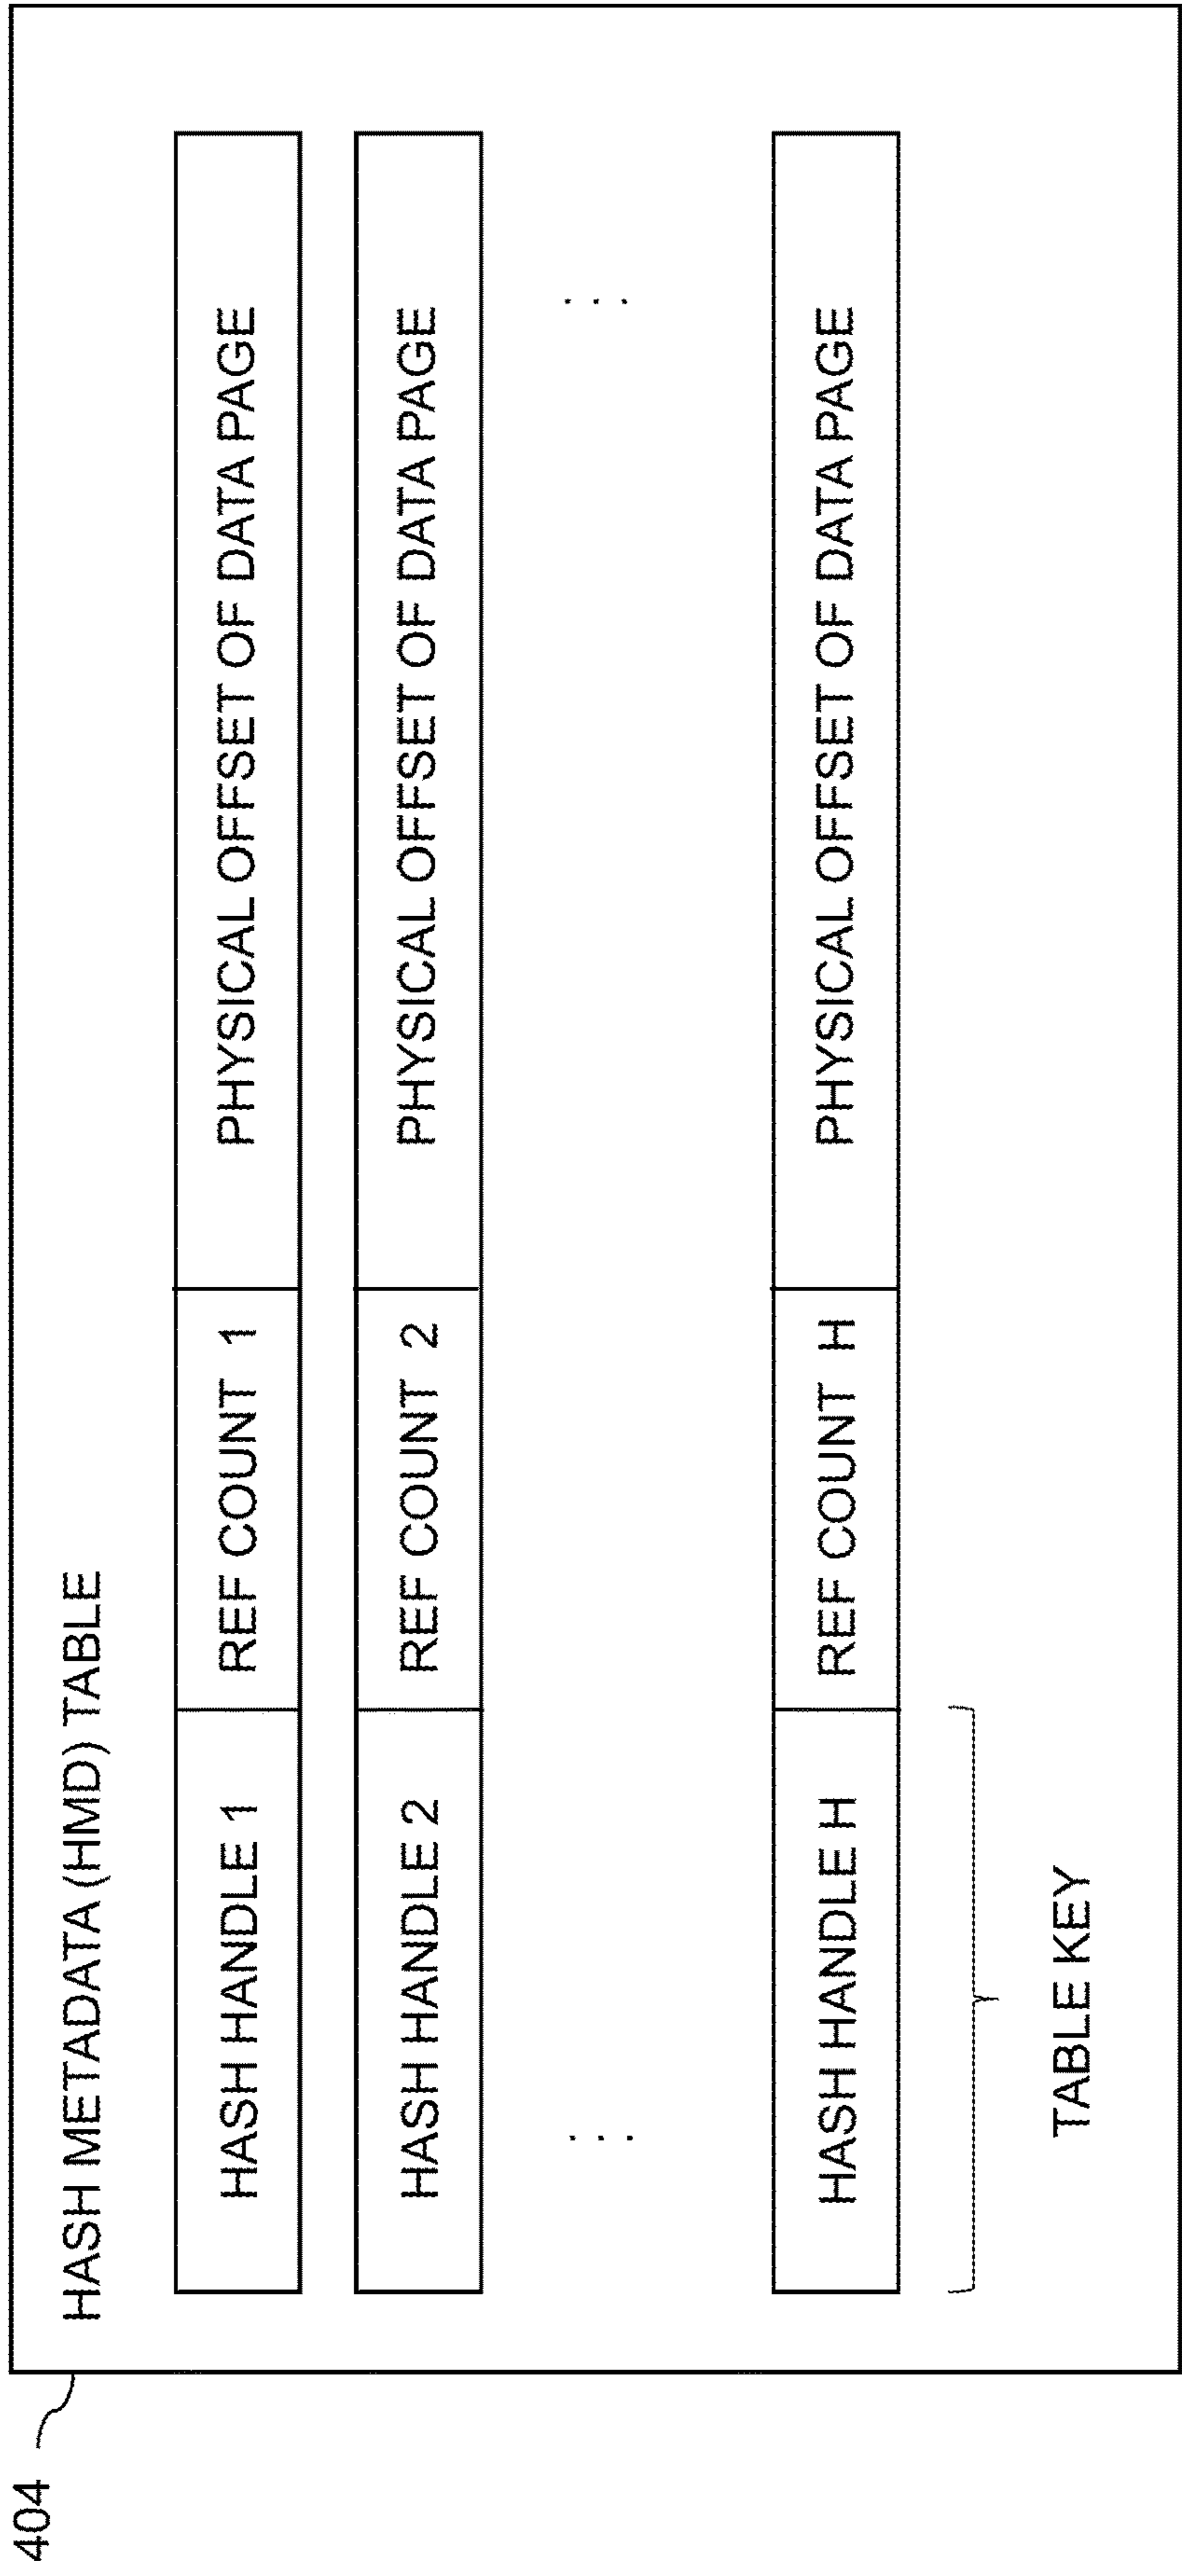 404
HASH METADATA (HMD) TABLE
HASH HANDLE 1 REF COUNT 1 PHYSICAL OFFSET OF DATA PAGE
HASH HANDLE 2 REF COUNT 2 PHYSICAL OFFSET OF DATA PAGE
. . . . . .
HASH HANDLE H REF COUNT H PHYSICAL OFFSET OF DATA PAGE
TABLE KEY